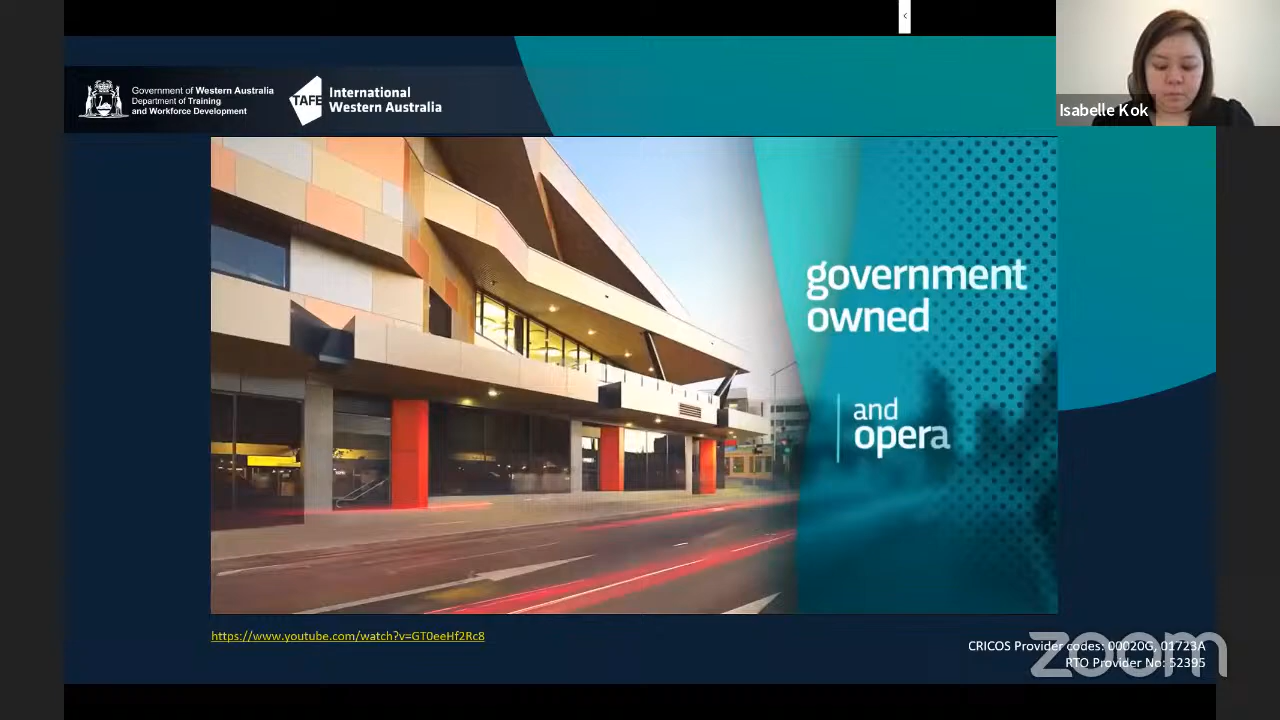 Government of Western Australia
Department of Training
and Workforce Development
TAFE
International
Western Australia
Isabelle Kok
government
owned
and
opera
https://www.youtube.com/watch?v=GT0eeHf2Rc8
CRICOS Provider codes: 00020G, 01723A
RTO Provider No: 52395
zoom